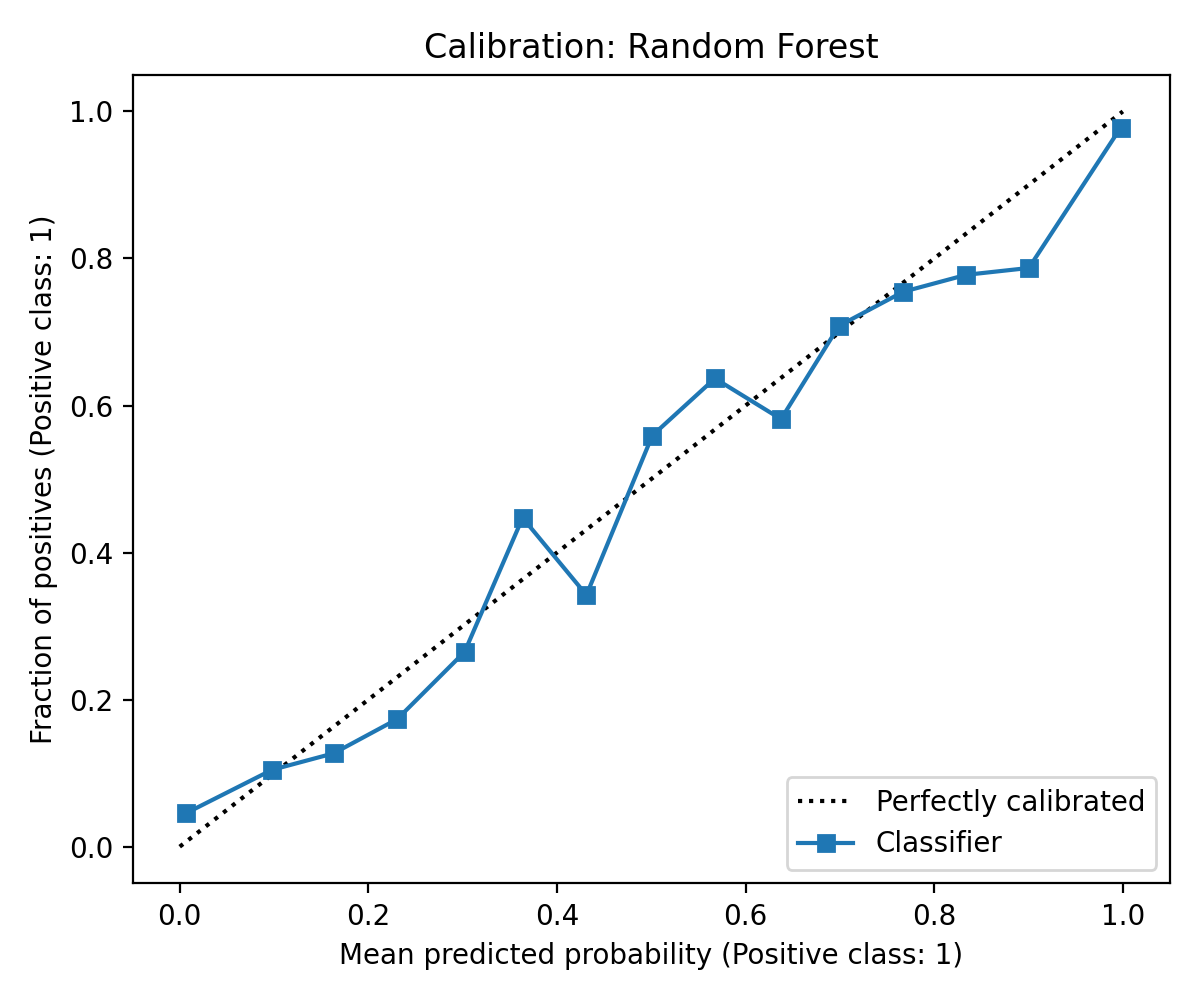 Calibration: Random Forest
Fraction of positives (Positive class: 1)
1.0
0.8
0.6
0.4
0.2
0.0
Perfectly calibrated
Classifier
0.0 0.2 0.4 0.6 0.8 1.0
Mean predicted probability (Positive class: 1)